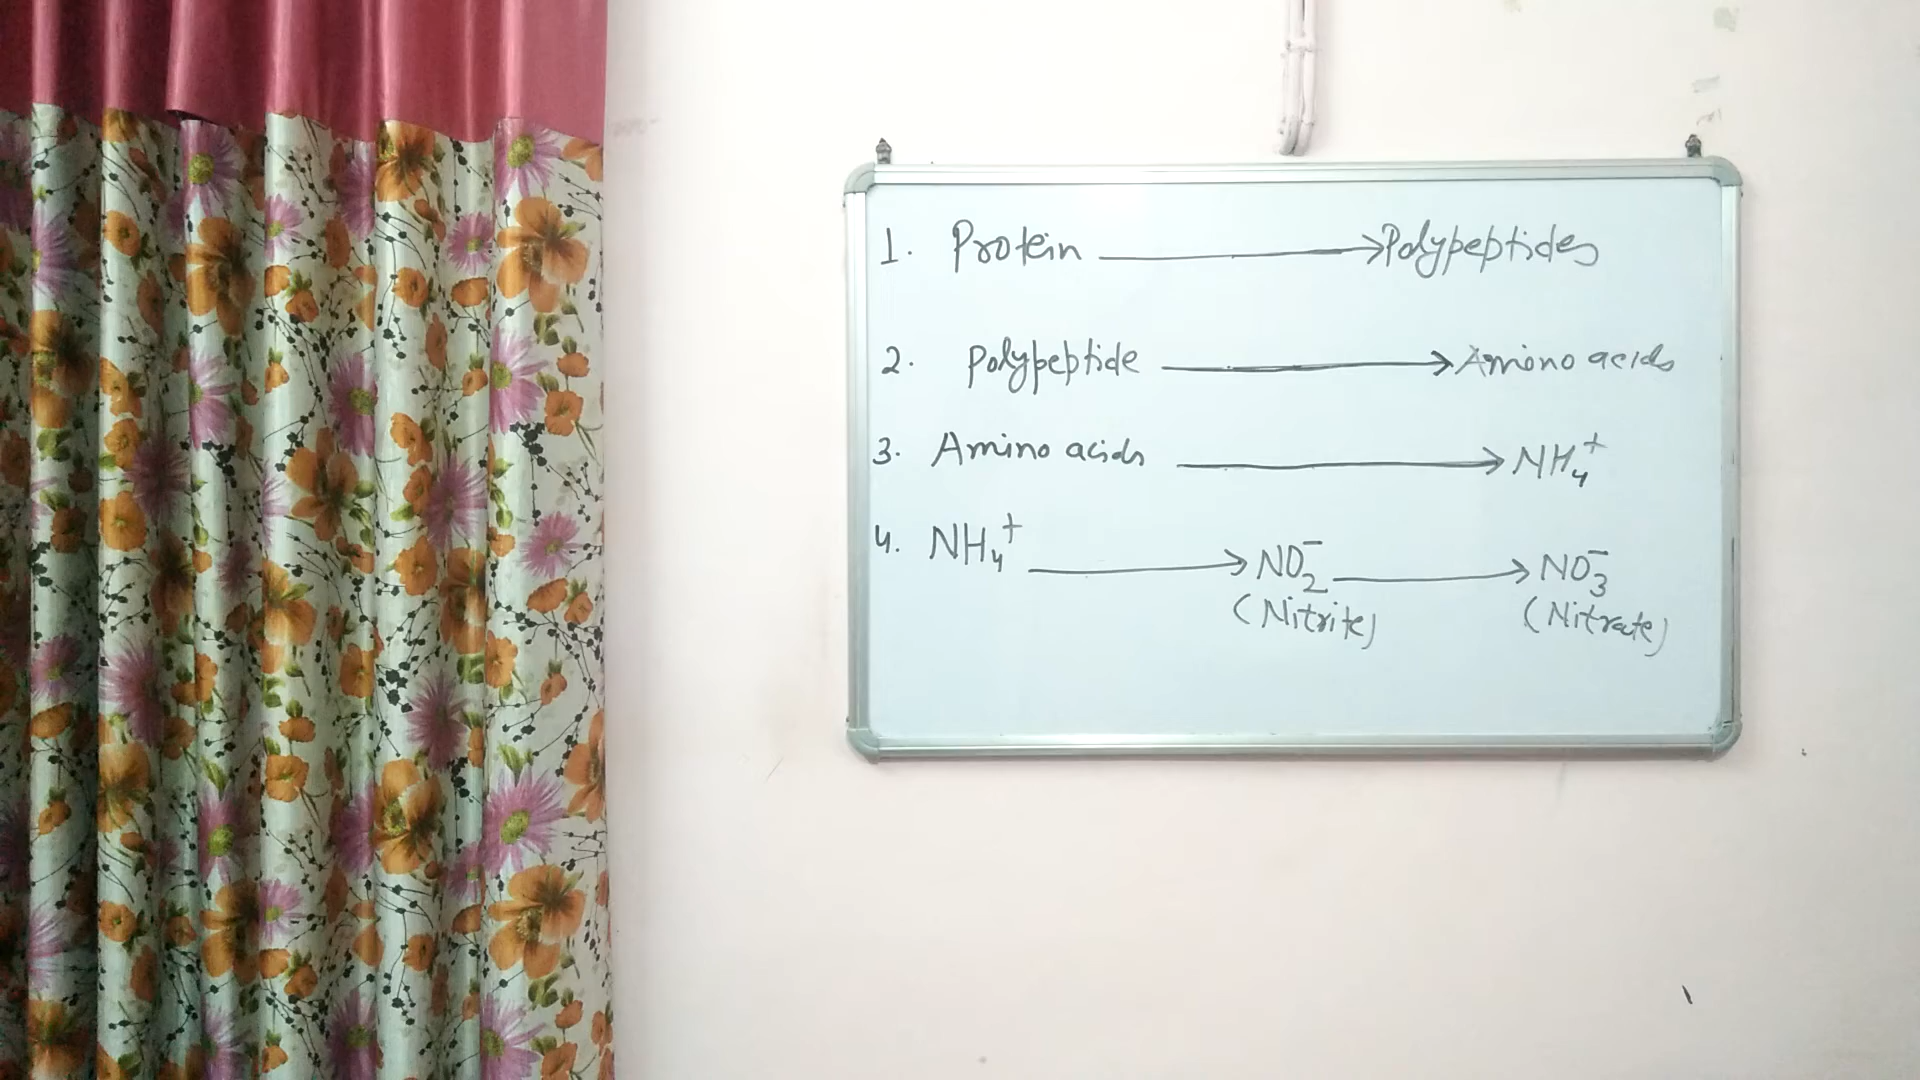 1. Protein → Polypeptides
2. Polypeptide → Amino acids
3. Amino acids → NH₄⁺
4. NH₄⁺ → NO₂⁻ → NO₃⁻
(Nitrite) (Nitrate)